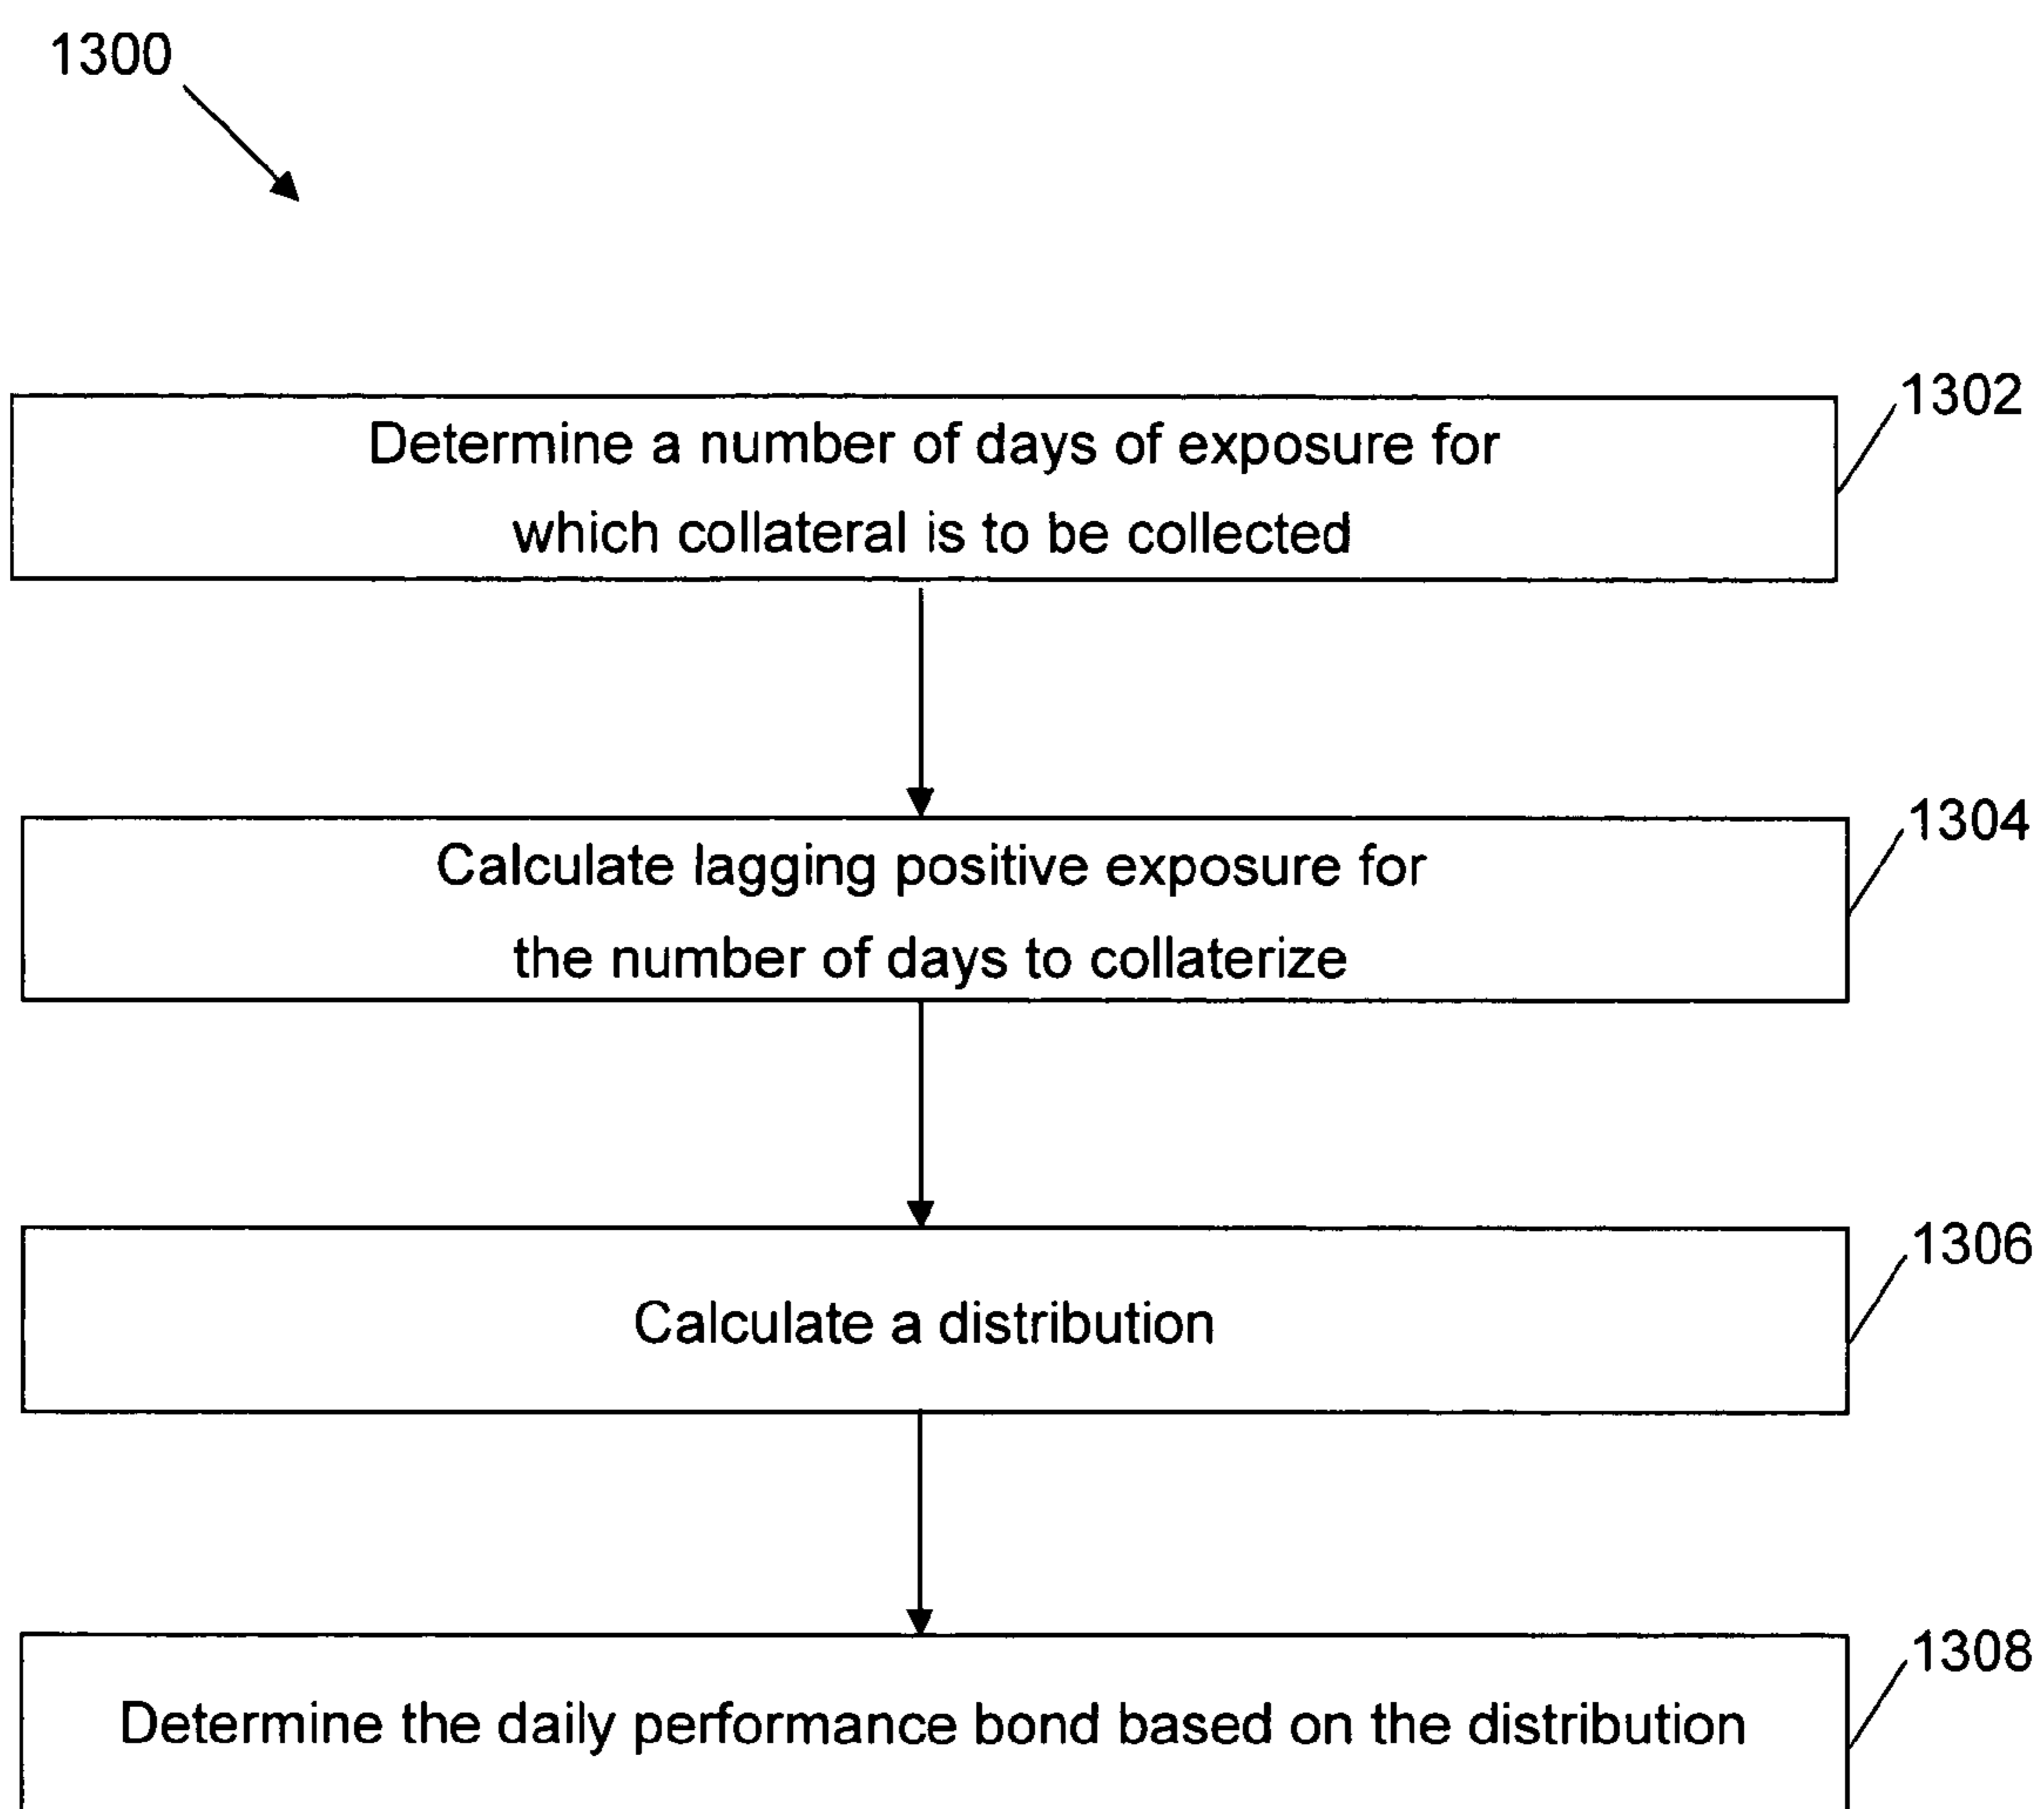 1300
1302
Determine a number of days of exposure for
which collateral is to be collected
1304
Calculate lagging positive exposure for
the number of days to collaterize
1306
Calculate a distribution
1308
Determine the daily performance bond based on the distribution